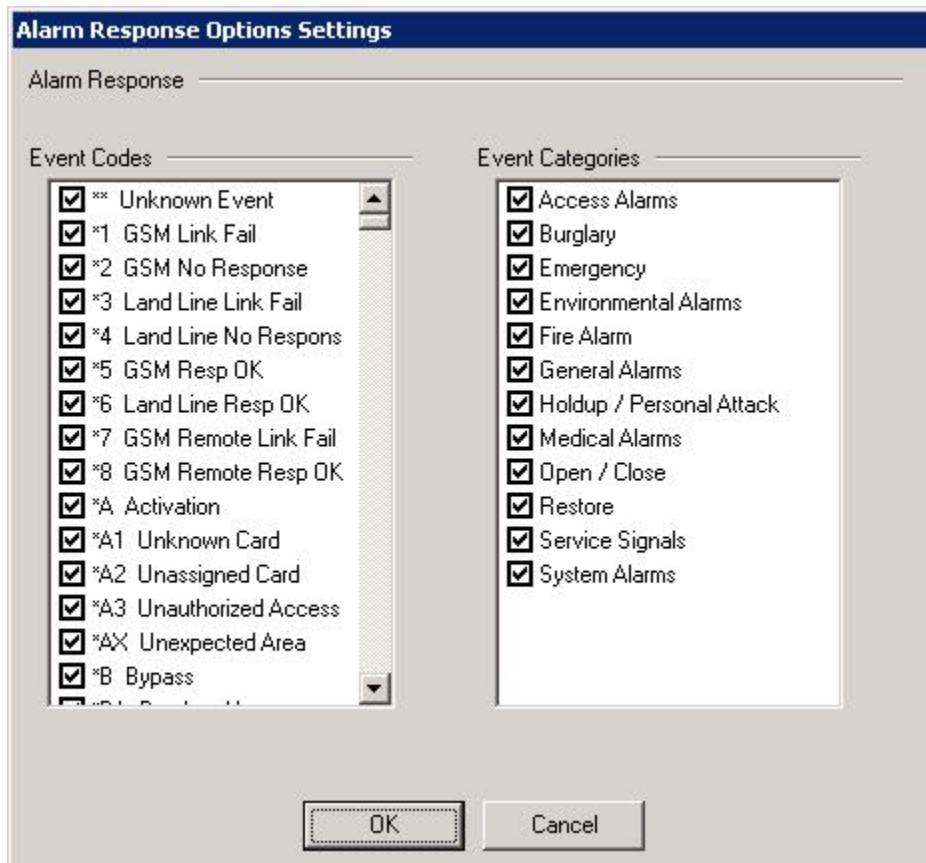 Alarm Response Options Settings
Alarm Response
Event Codes
** Unknown Event
*1 GSM Link Fail
*2 GSM No Response
*3 Land Line Link Fail
*4 Land Line No Respons
*5 GSM Resp OK
*6 Land Line Resp OK
*7 GSM Remote Link Fail
*8 GSM Remote Resp OK
*A Activation
*A1 Unknown Card
*A2 Unassigned Card
*A3 Unauthorized Access
*AX Unexpected Area
*B Bypass
Event Categories
Access Alarms
Burglary
Emergency
Environmental Alarms
Fire Alarm
General Alarms
Holdup / Personal Attack
Medical Alarms
Open / Close
Restore
Service Signals
System Alarms
OK
Cancel